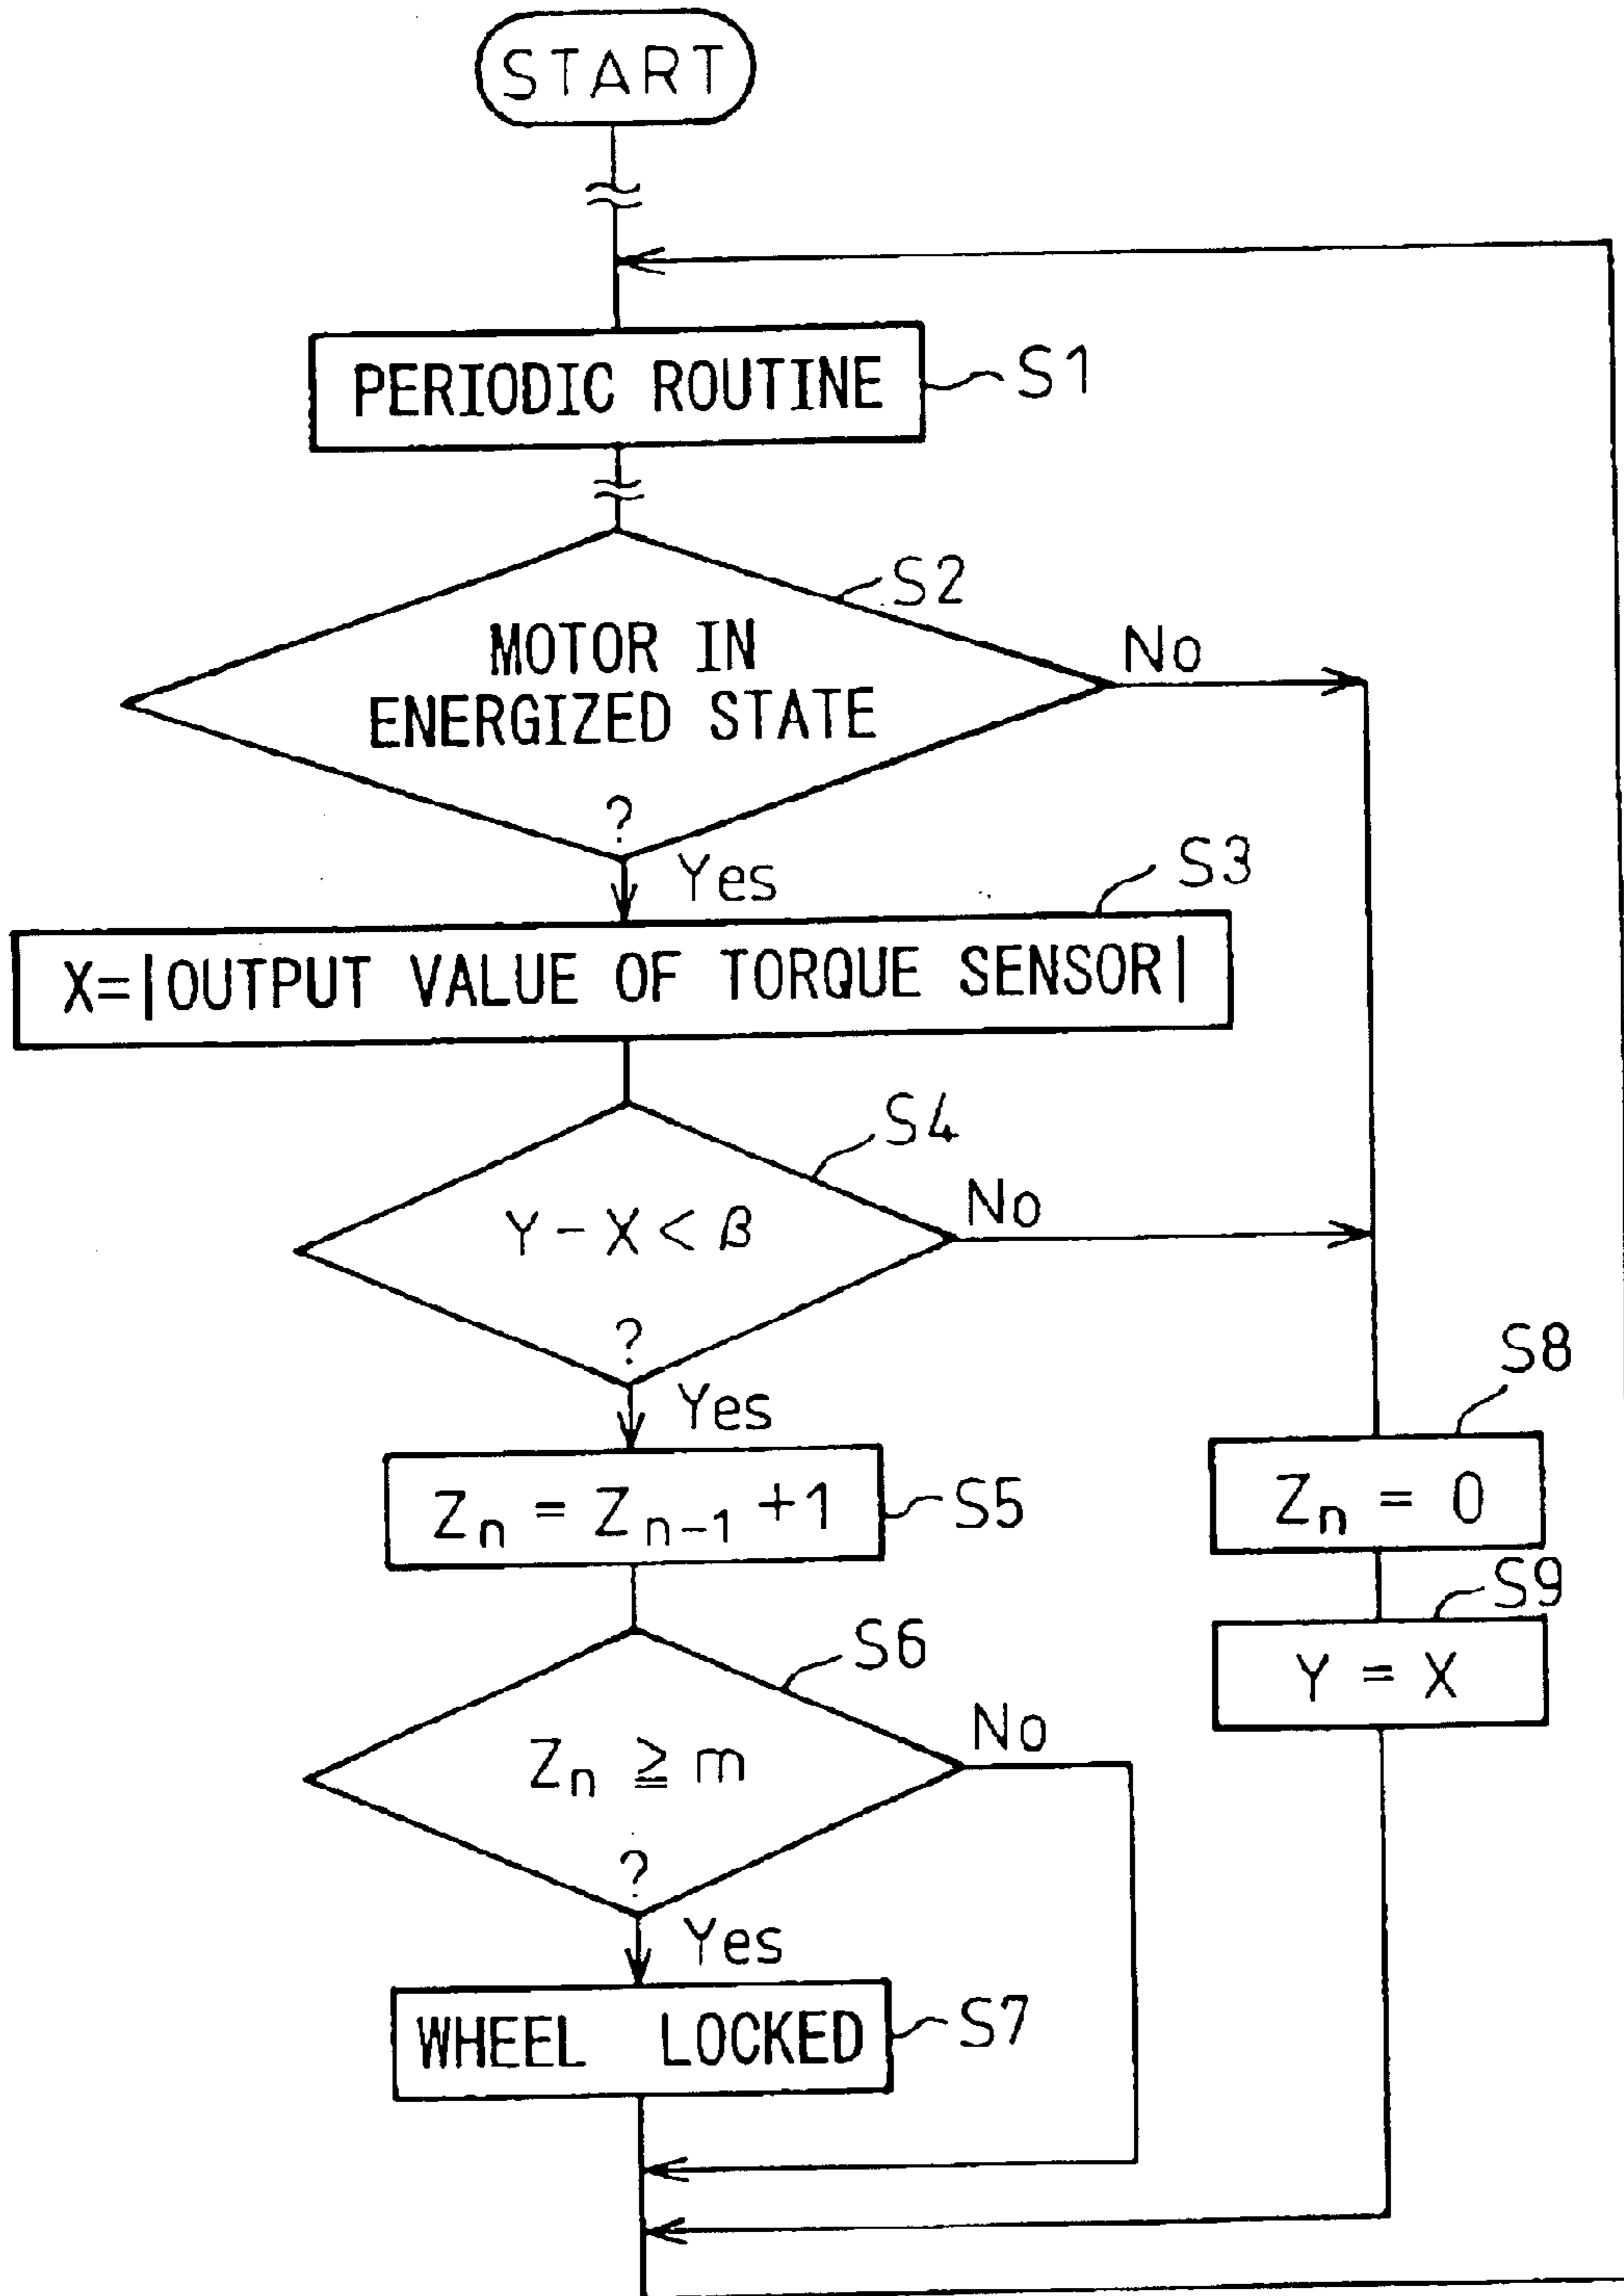 START
PERIODIC ROUTINE
S1
S2
MOTOR IN
ENERGIZED STATE
?
No
Yes
S3
X=|OUTPUT VALUE OF TORQUE SENSOR|
S4
Y-X<β
?
No
Yes
Zn = Zn-1 +1
S5
S8
Zn = 0
S9
Y = X
S6
Zn ≧ m
?
No
Yes
WHEEL LOCKED
S7